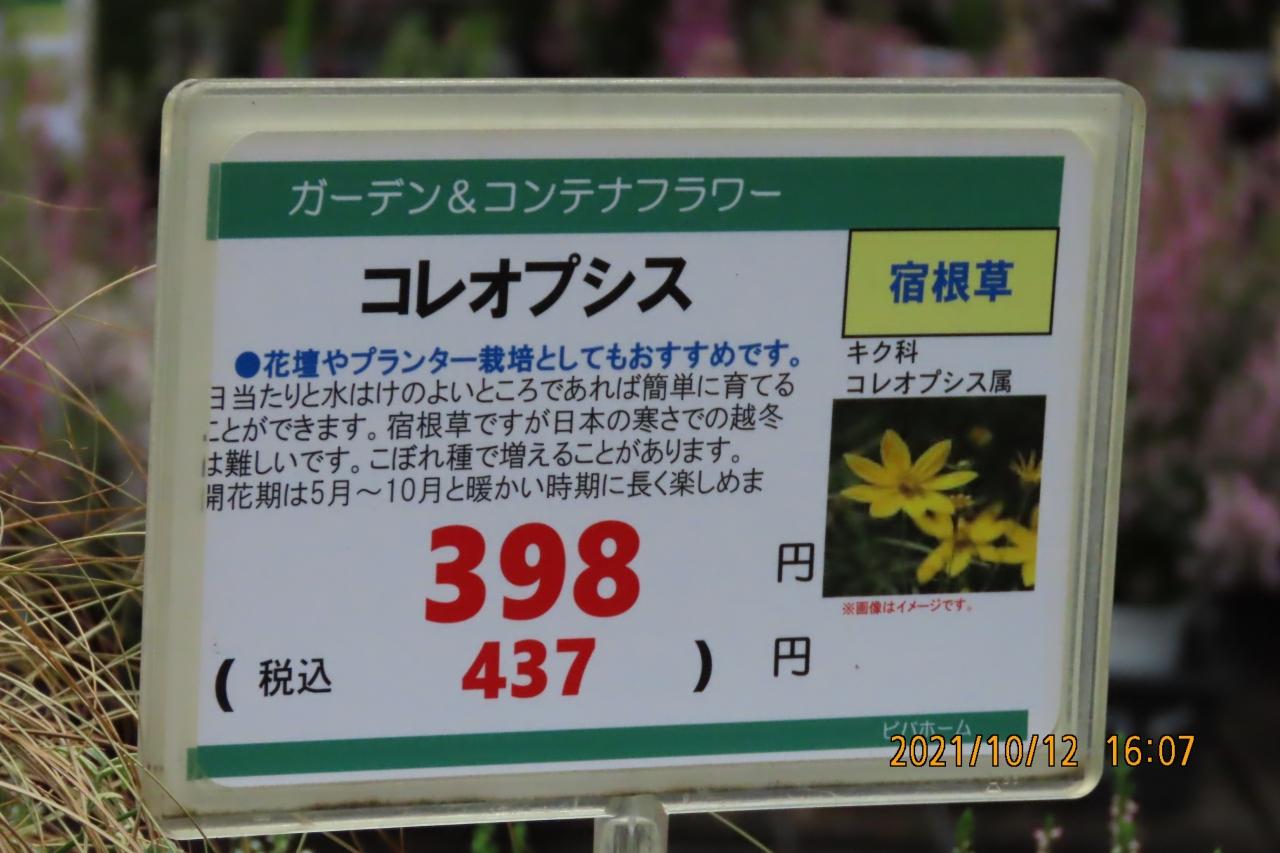 ガーデン＆コンテナフラワー
コレオプシス
宿根草
●花壇やプランター栽培としてもおすすめです。
日当たりと水はけのよいところであれば簡単に育てる
ことができます。宿根草ですが日本の寒さでの越冬
は難しいです。こぼれ種で増えることがあります。
開花期は5月～10月と暖かい時期に長く楽しめま
キク科
コレオプシス属
※画像はイメージです。
398 円
( 税込 437 ) 円
ビバホーム
2021/10/12 16:07